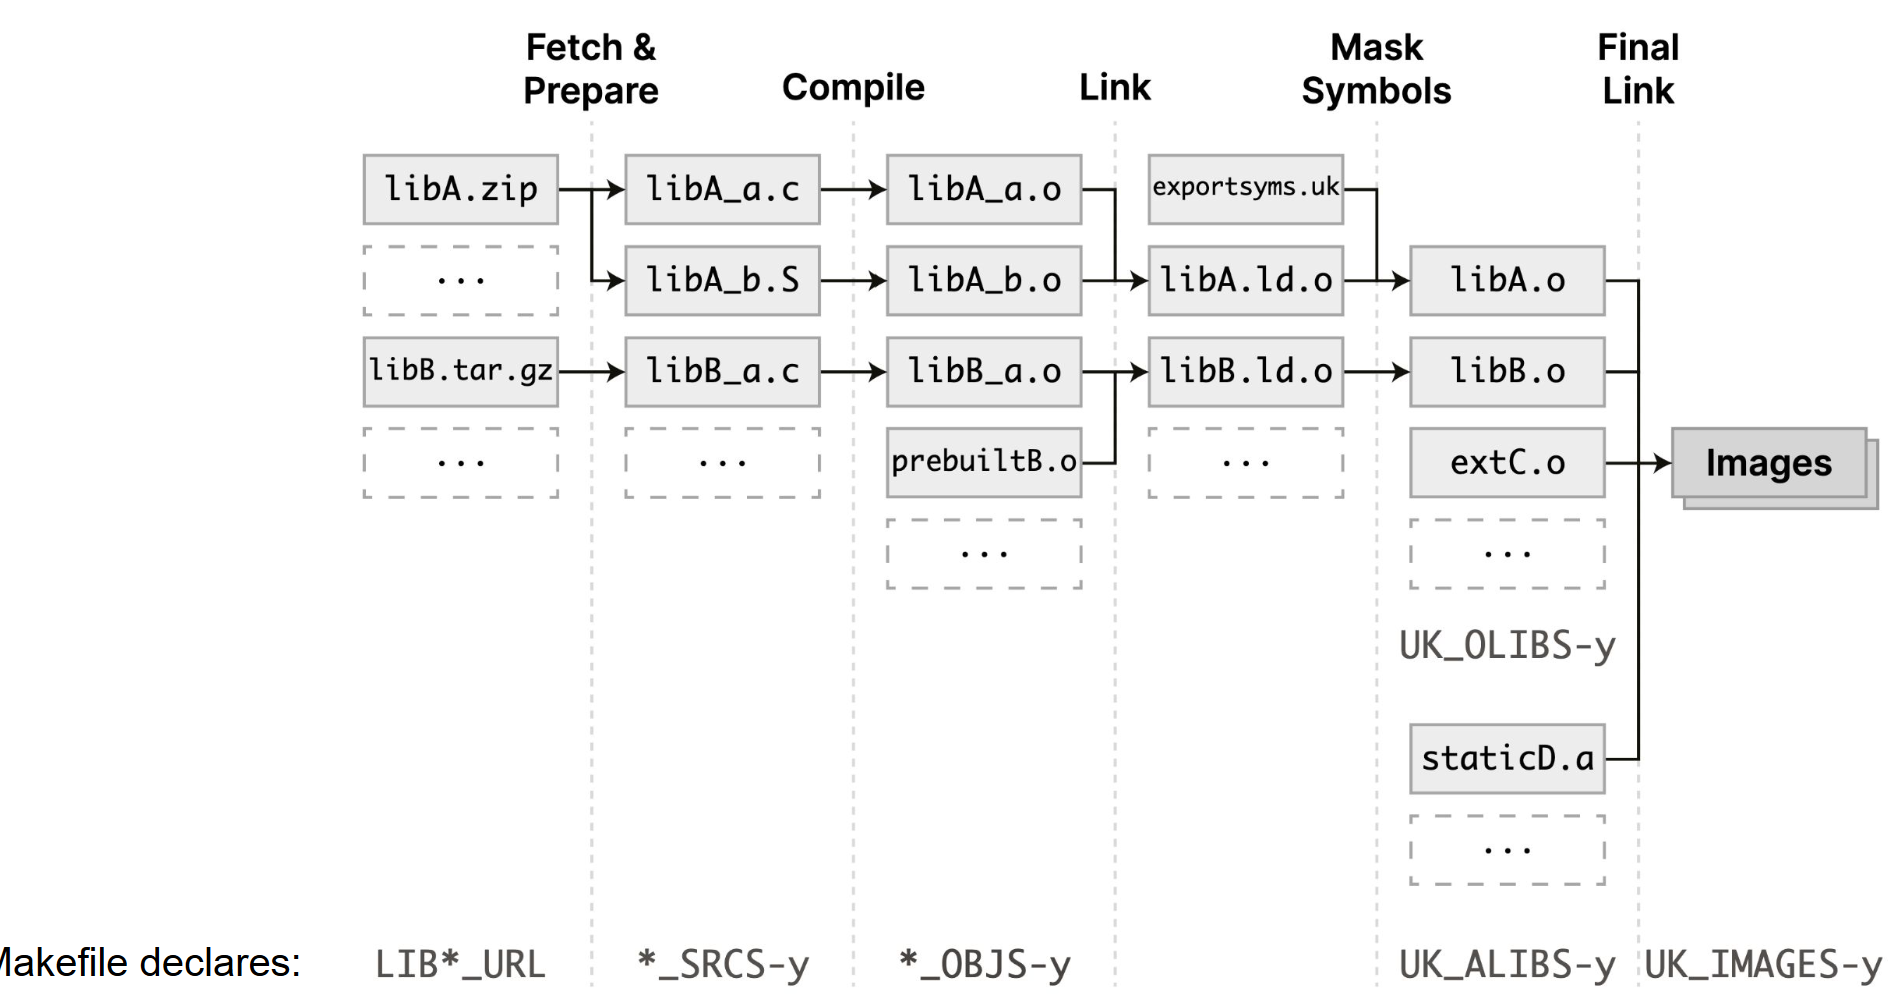 Fetch &
Prepare
Compile
Link
Mask
Symbols
Final
Link
libA.zip
libA_a.c
libA_a.o
exportsyms.uk
...
libA_b.S
libA_b.o
libA.ld.o
libA.o
libB.tar.gz
libB_a.c
libB_a.o
libB.ld.o
libB.o
...
...
prebuiltB.o
...
extC.o
Images
...
...
UK_OLIBS-y
staticD.a
...
Makefile declares:
LIB*_URL
*_SRCS-y
*_OBJS-y
UK_ALIBS-y
UK_IMAGES-y